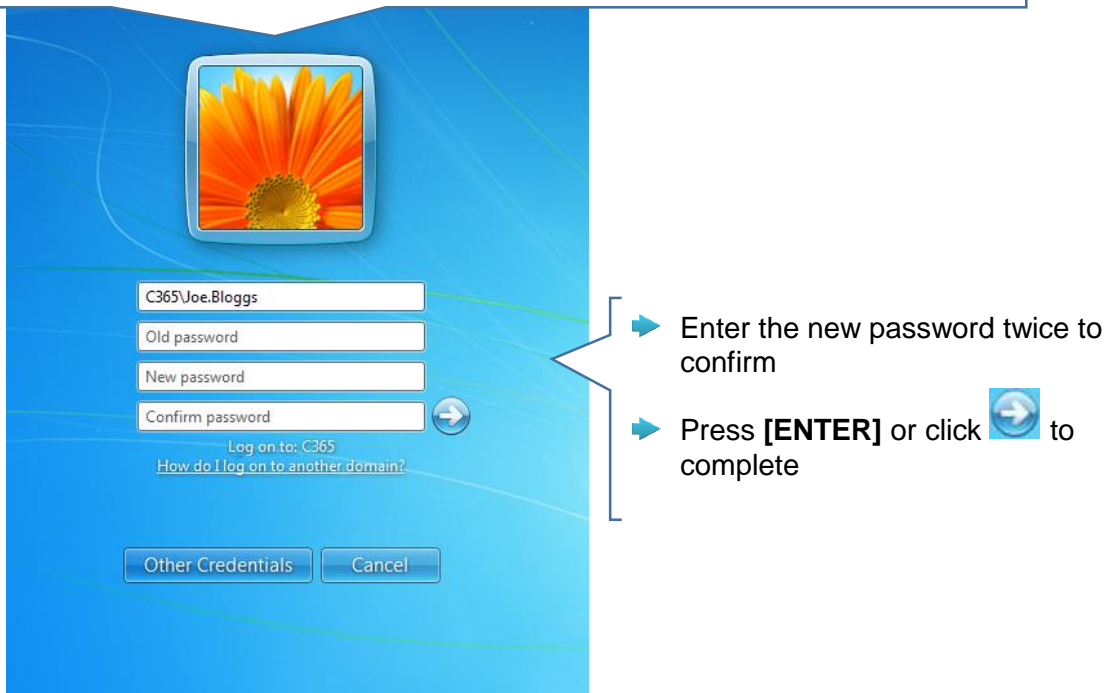 C365\Joe.Bloggs
Old password
New password
Confirm password
Log on to: C365
How do I log on to another domain?
Other Credentials
Cancel
Enter the new password twice to
confirm
Press [ENTER] or click to
complete